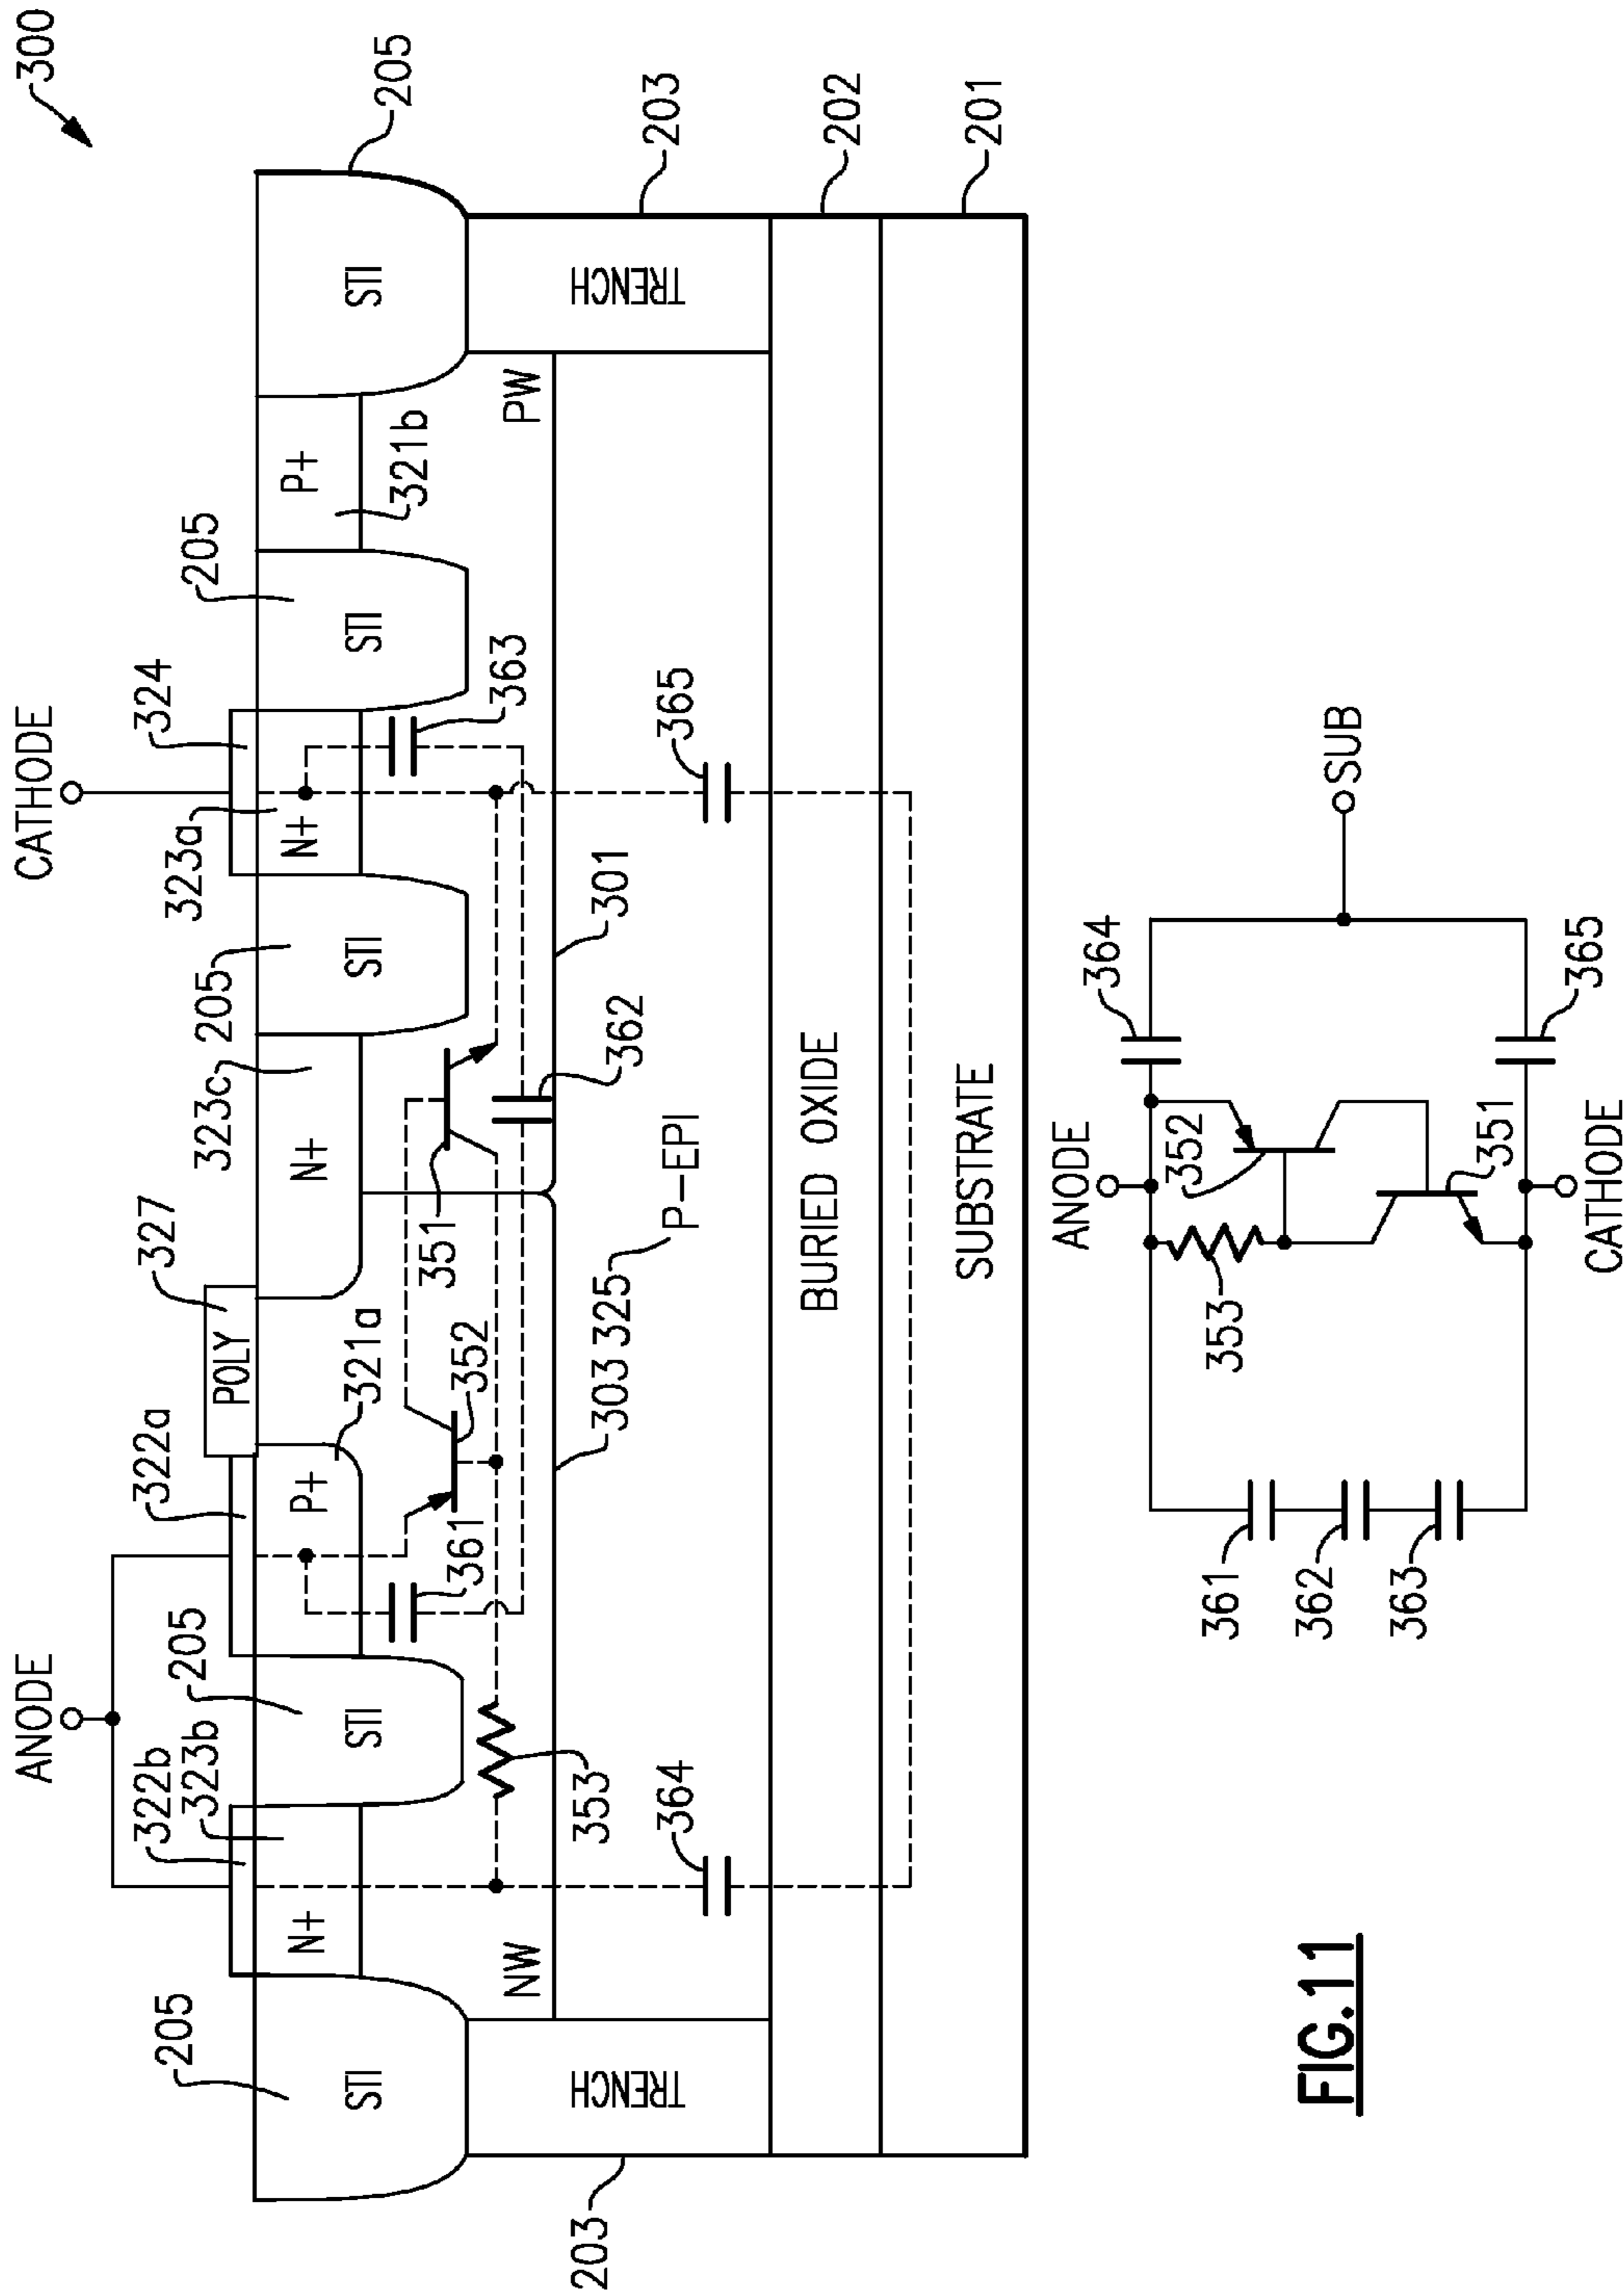 300
ANODE
CATHODE
205
322b
323b
205
322a
327
323c
205
323a
324
205
205
STI
N+
STI
P+
POLY
321a
N+
STI
N+
STI
P+
STI
321b
NW
361
352
351
362
363
PW
353
364
303
325
P-EPI
301
365
203
TRENCH
TRENCH
203
BURIED OXIDE
202
SUBSTRATE
201
ANODE
364
353
352
361
362
363
SUB
351
365
CATHODE
FIG.11